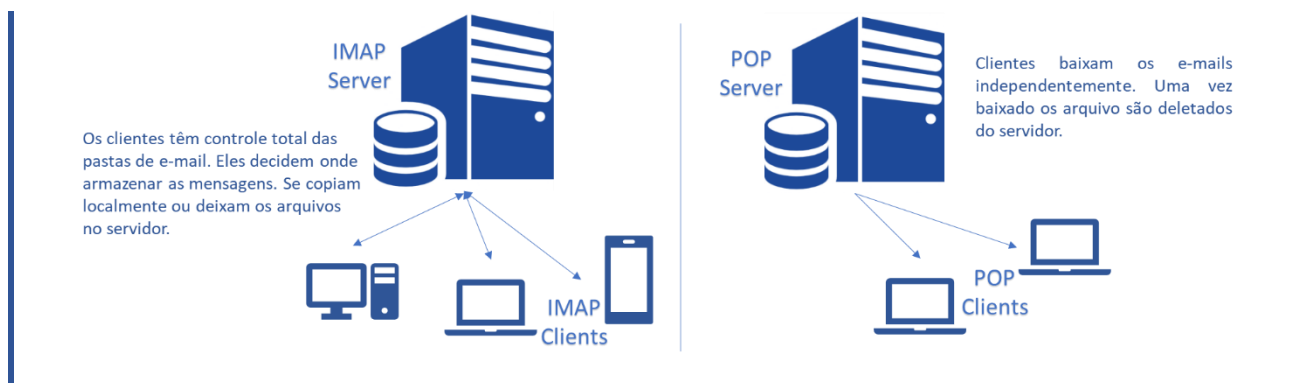 IMAP
Server
Os clientes têm controle total das
pastas de e-mail. Eles decidem onde
armazenar as mensagens. Se copiam
localmente ou deixam os arquivos
no servidor.
IMAP
Clients
POP
Server
Clientes baixam os e-mails
independentemente. Uma vez
baixado os arquivo são deletados
do servidor.
POP
Clients